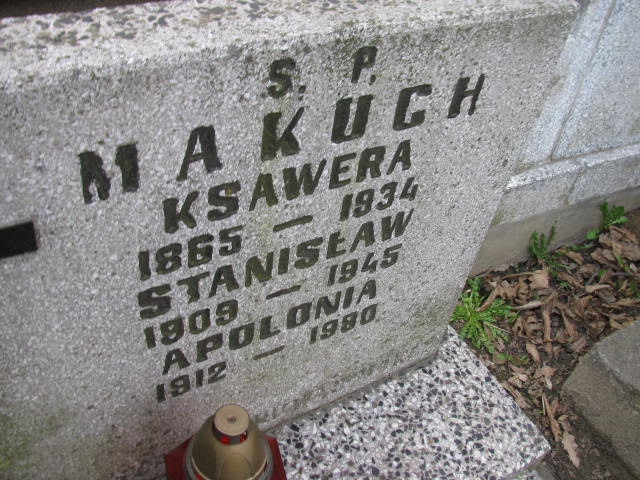 S. P.
MAKUCH
KSAWERA
1865 - 1934
STANISŁAW
1909 - 1945
APOLONIA
1912 - 1980